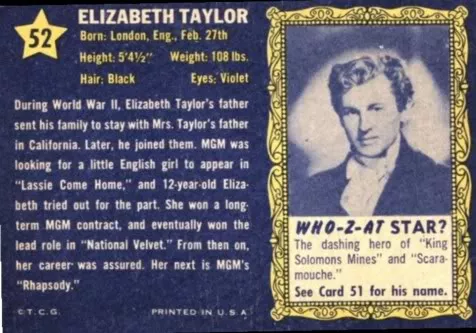 52
ELIZABETH TAYLOR
Born: London, Eng., Feb. 27th
Height: 5'4½" Weight: 108 lbs.
Hair: Black Eyes: Violet
During World War II, Elizabeth Taylor's father
sent his family to stay with Mrs. Taylor's father
in California. Later, he joined them. MGM was
looking for a little English girl to appear in
"Lassie Come Home," and 12-year-old Eliza-
beth tried out for the part. She won a long-
term MGM contract, and eventually won the
lead role in "National Velvet." From then on,
her career was assured. Her next is MGM's
"Rhapsody."
©T.C.G. PRINTED IN U.S.A.
WHO-Z-AT STAR?
The dashing hero of "King
Solomons Mines" and "Scara-
mouche."
See Card 51 for his name.